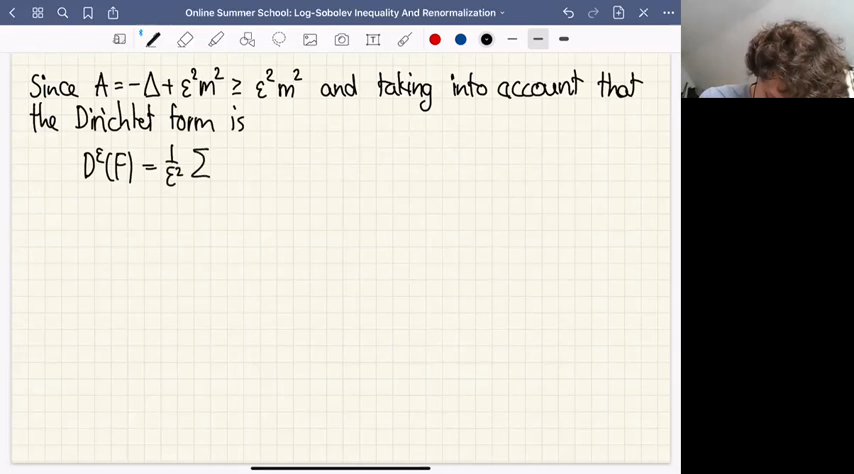 Online Summer School: Log-Sobolev Inequality And Renormalization
Since A = -Δ + ε²m² ≥ ε²m² and taking into account that
the Dirichlet form is
D^ε(F) = 1/ε² ∑